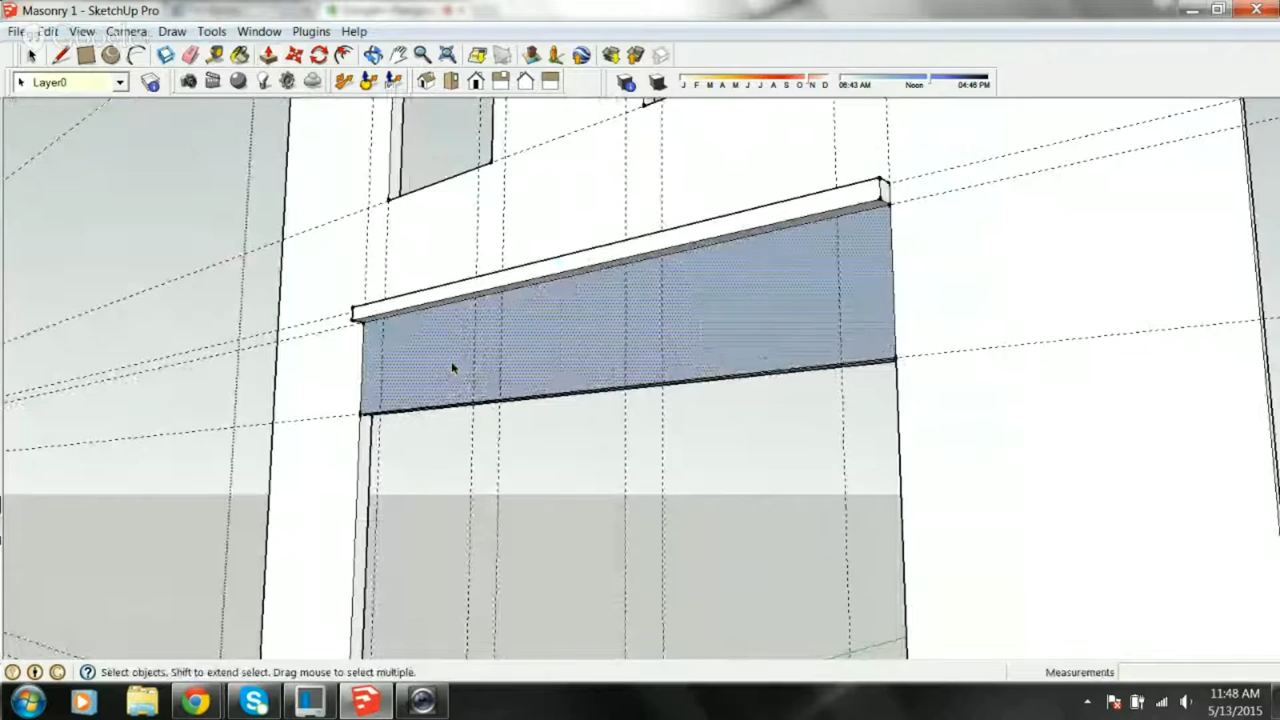 Masonry 1 - SketchUp Pro
File Edit View Camera Draw Tools Window Plugins Help
Layer0
J F M A M J J A S O N D
06:43 AM Noon 04:46 PM
Select objects. Shift to extend select. Drag mouse to select multiple.
Measurements
11:48 AM
5/13/2015